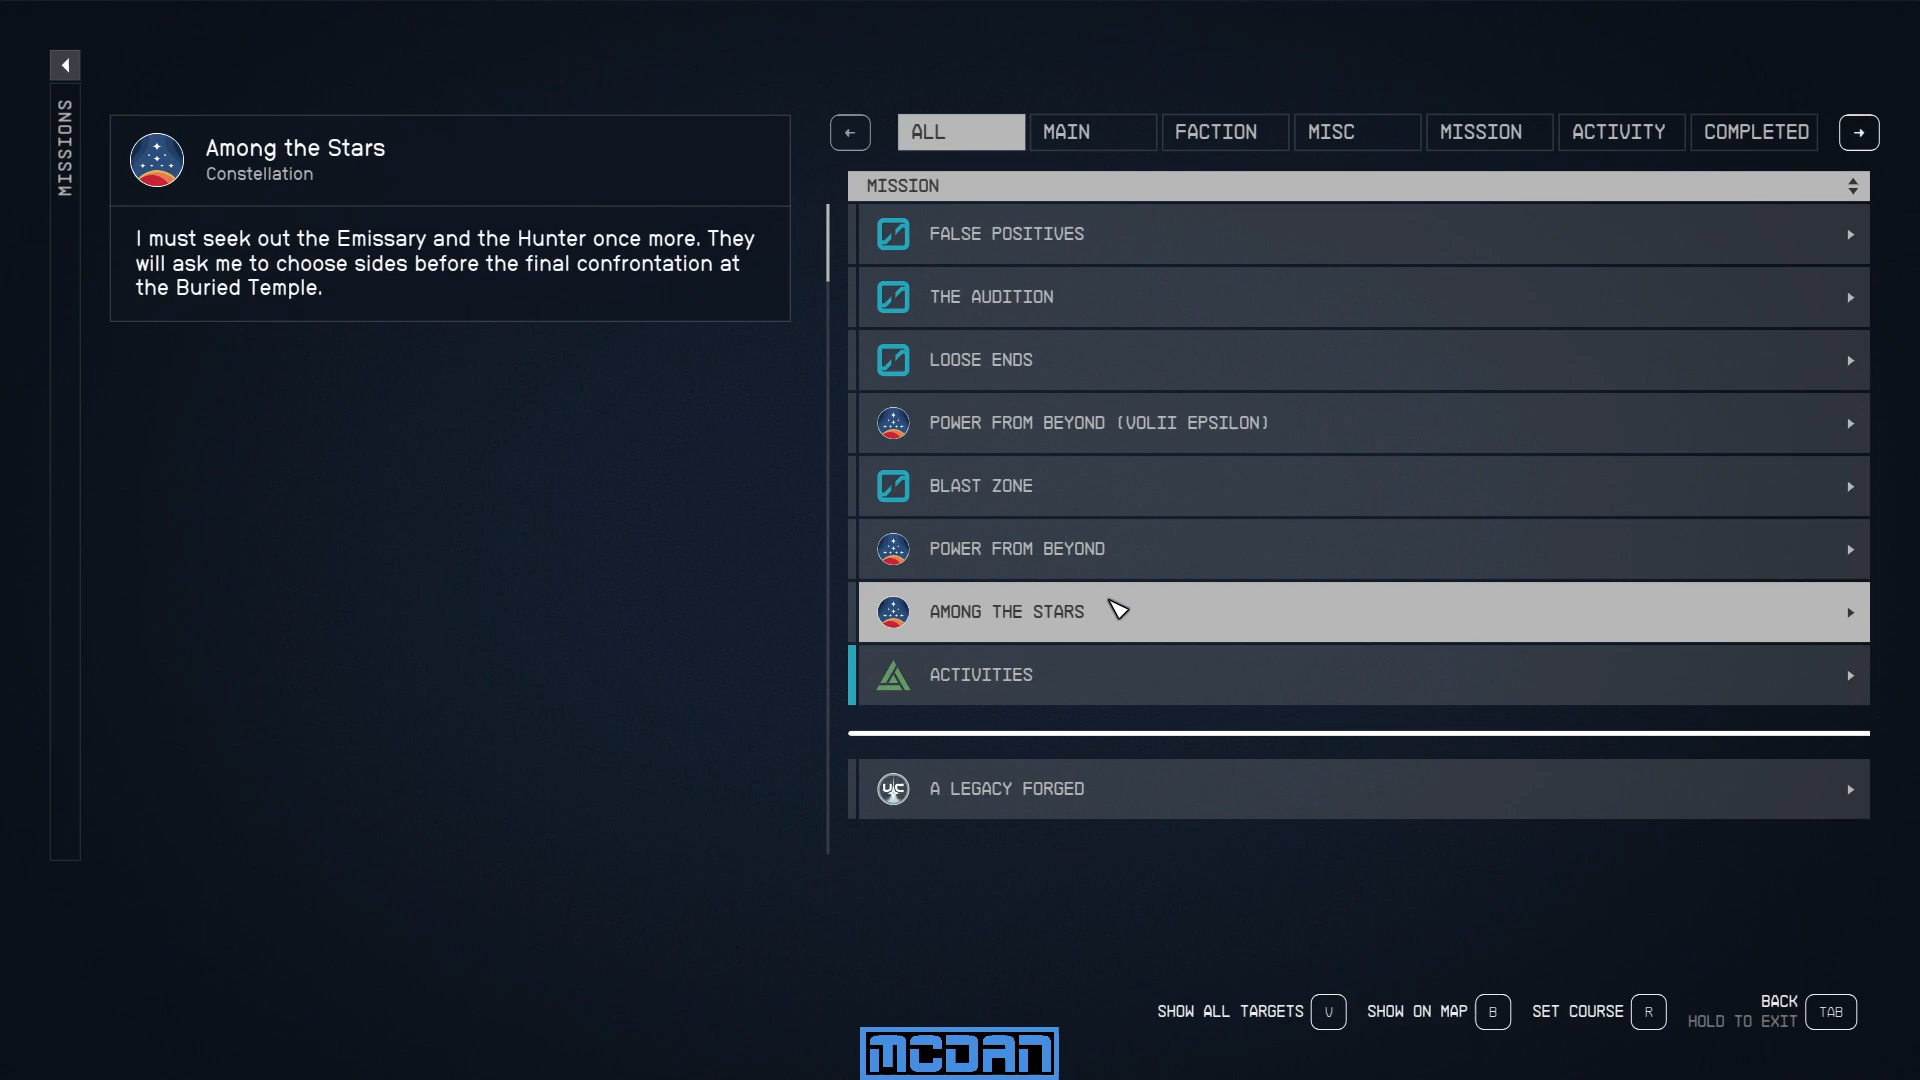 MISSIONS
Among the Stars
Constellation
I must seek out the Emissary and the Hunter once more. They
will ask me to choose sides before the final confrontation at
the Buried Temple.
ALL
MAIN
FACTION
MISC
MISSION
ACTIVITY
COMPLETED
MISSION
FALSE POSITIVES
THE AUDITION
LOOSE ENDS
POWER FROM BEYOND (VOLII EPSILON)
BLAST ZONE
POWER FROM BEYOND
AMONG THE STARS
ACTIVITIES
UC
A LEGACY FORGED
SHOW ALL TARGETS V
SHOW ON MAP B
SET COURSE R
BACK
HOLD TO EXIT
TAB
MCDAN